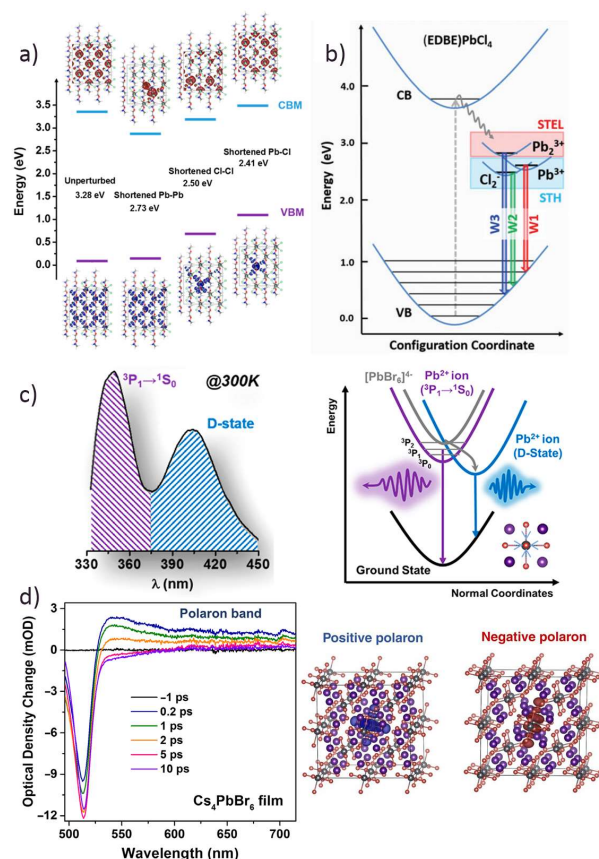 a)
CBM
3.5
3.0
2.5
2.0
1.5
1.0
0.5
0.0
Energy (eV)
Unperturbed
3.28 eV
Shortened Pb-Pb
2.73 eV
Shortened Cl-Cl
2.50 eV
Shortened Pb-Cl
2.41 eV
VBM
b)
(EDBE)PbCl₄
CB
STEL
Pb₂³⁺
Cl₂⁻
Pb³⁺
STH
W3
W2
W1
VB
4.0
3.0
2.0
1.0
0.0
Energy (eV)
Configuration Coordinate
c)
³P₁→¹S₀
@300K
D-state
330
360
390
420
450
λ (nm)
[PbBr₆]⁴⁻
Pb²⁺ ion
(³P₁→¹S₀)
Pb²⁺ ion
(D-State)
³P₂
³P₁
³P₀
Energy
Ground State
Normal Coordinates
d)
Polaron band
3
0
-3
-6
-9
-12
Optical Density Change (mOD)
−1 ps
0.2 ps
1 ps
2 ps
5 ps
10 ps
Cs₄PbBr₆ film
500
550
600
650
700
Wavelength (nm)
Positive polaron
Negative polaron